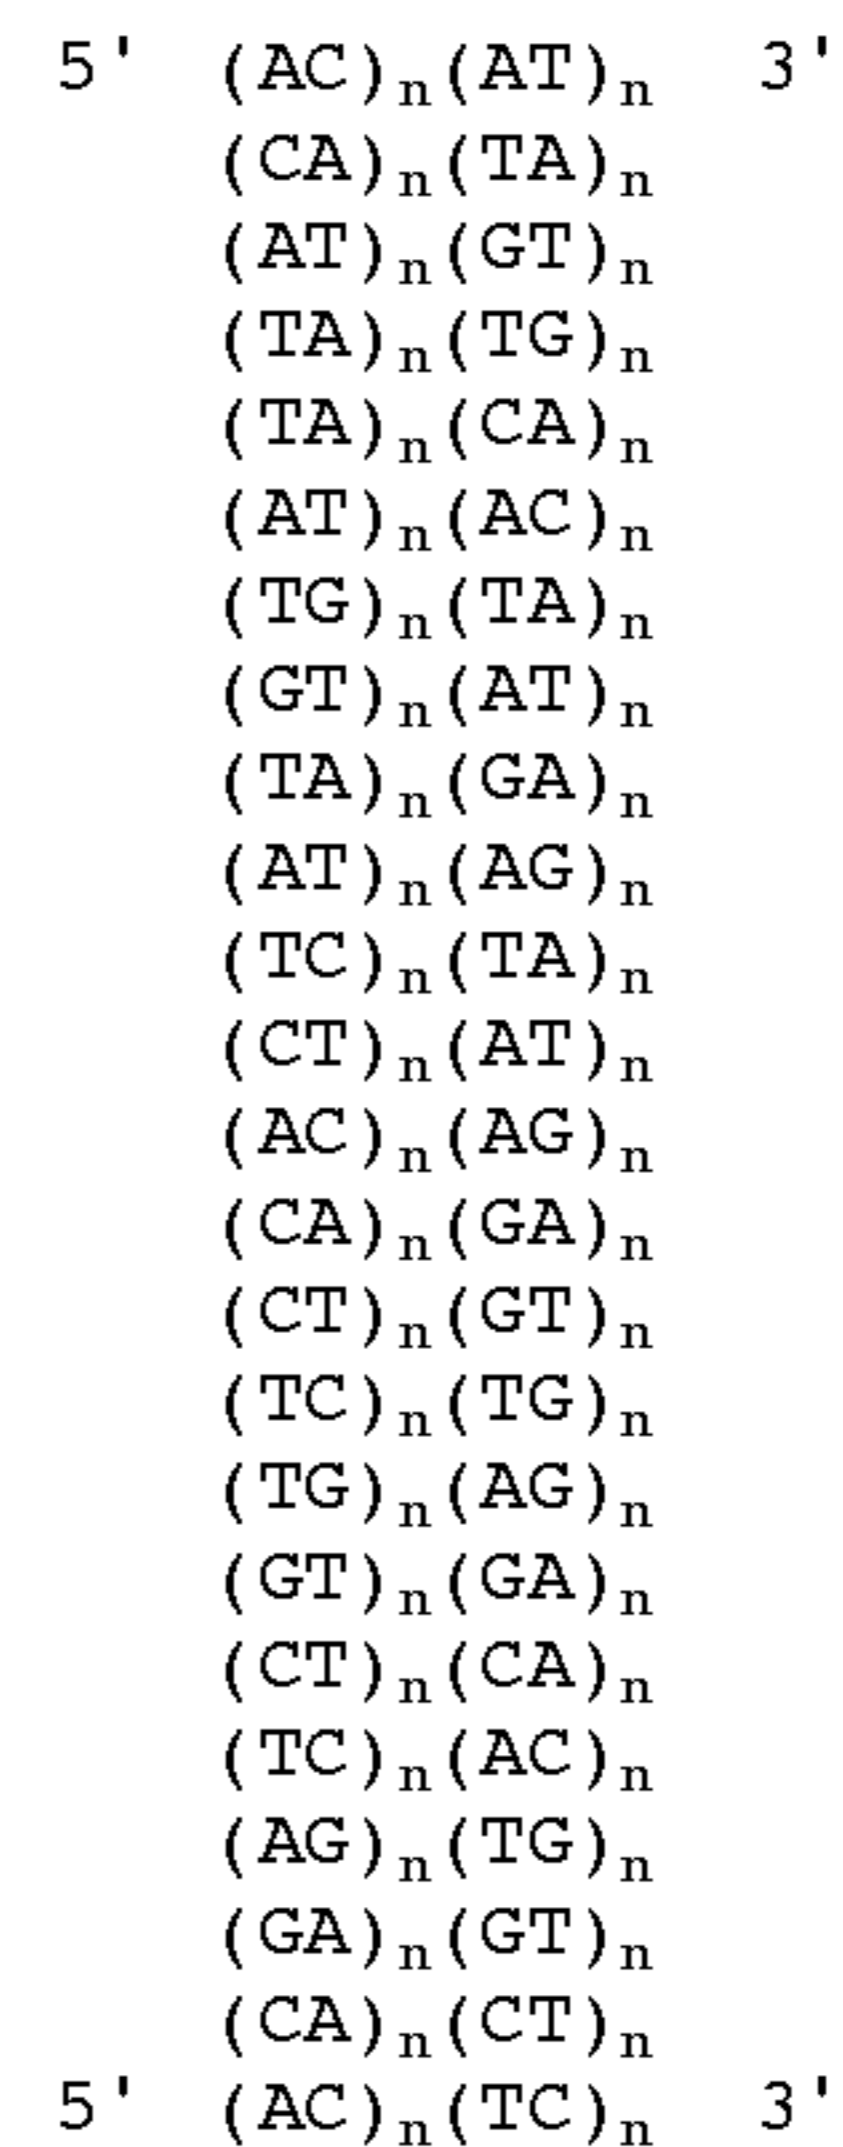 5' (AC)n(AT)n 3'
(CA)n(TA)n
(AT)n(GT)n
(TA)n(TG)n
(TA)n(CA)n
(AT)n(AC)n
(TG)n(TA)n
(GT)n(AT)n
(TA)n(GA)n
(AT)n(AG)n
(TC)n(TA)n
(CT)n(AT)n
(AC)n(AG)n
(CA)n(GA)n
(CT)n(GT)n
(TC)n(TG)n
(TG)n(AG)n
(GT)n(GA)n
(CT)n(CA)n
(TC)n(AC)n
(AG)n(TG)n
(GA)n(GT)n
(CA)n(CT)n
5' (AC)n(TC)n 3'